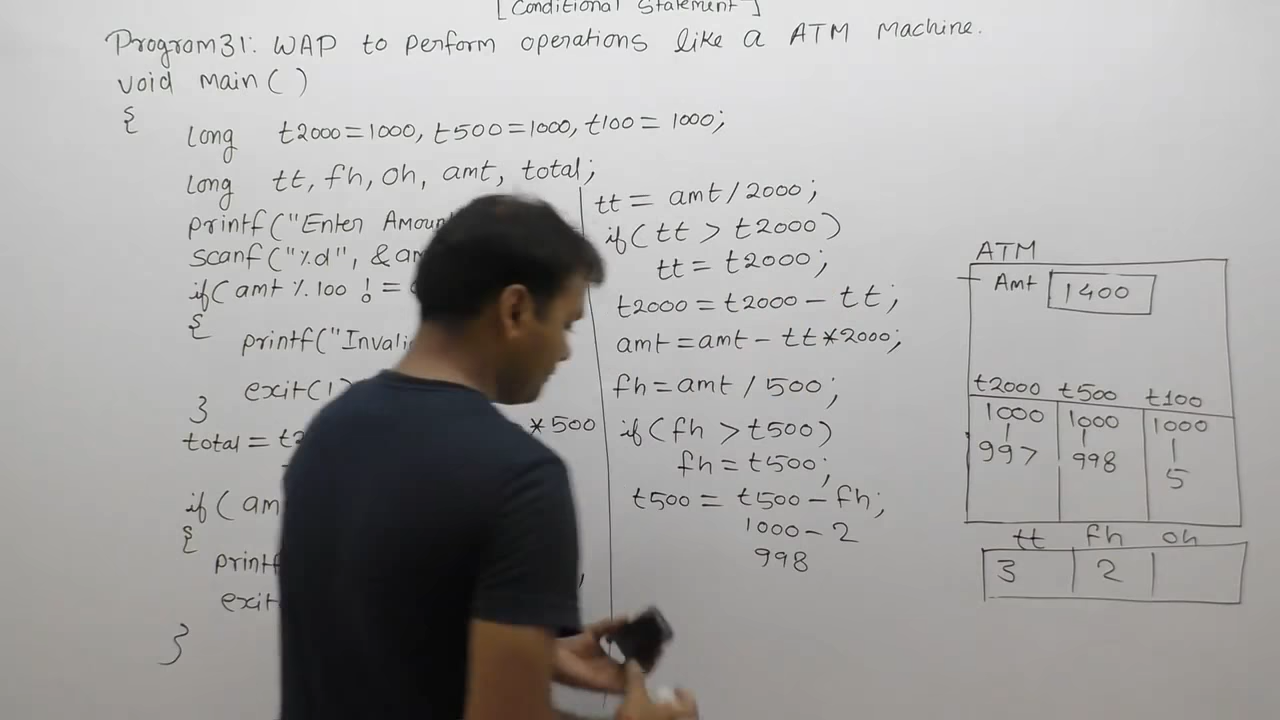 [Conditional Statement]
Program31: WAP to perform operations like a ATM Machine.
void main()
{
long t2000=1000, t500=1000, t100=1000;
long tt, fh, oh, amt, total;
printf("Enter Amoun
scanf("%d", &am
if(amt %.100 !=
{
printf("Invali
exit(1)
}
total = t2
*500
if(am
{
printf
exit
}
tt = amt/2000;
if(tt > t2000)
tt = t2000;
t2000 = t2000 - tt;
amt = amt - tt*2000;
fh = amt / 500;
if(fh > t500)
fh = t500;
t500 = t500 - fh;
1000 - 2
998
ATM
Amt 1400
t2000 t500 t100
1000 1000 1000
997 998 5
tt fh oh
3 2